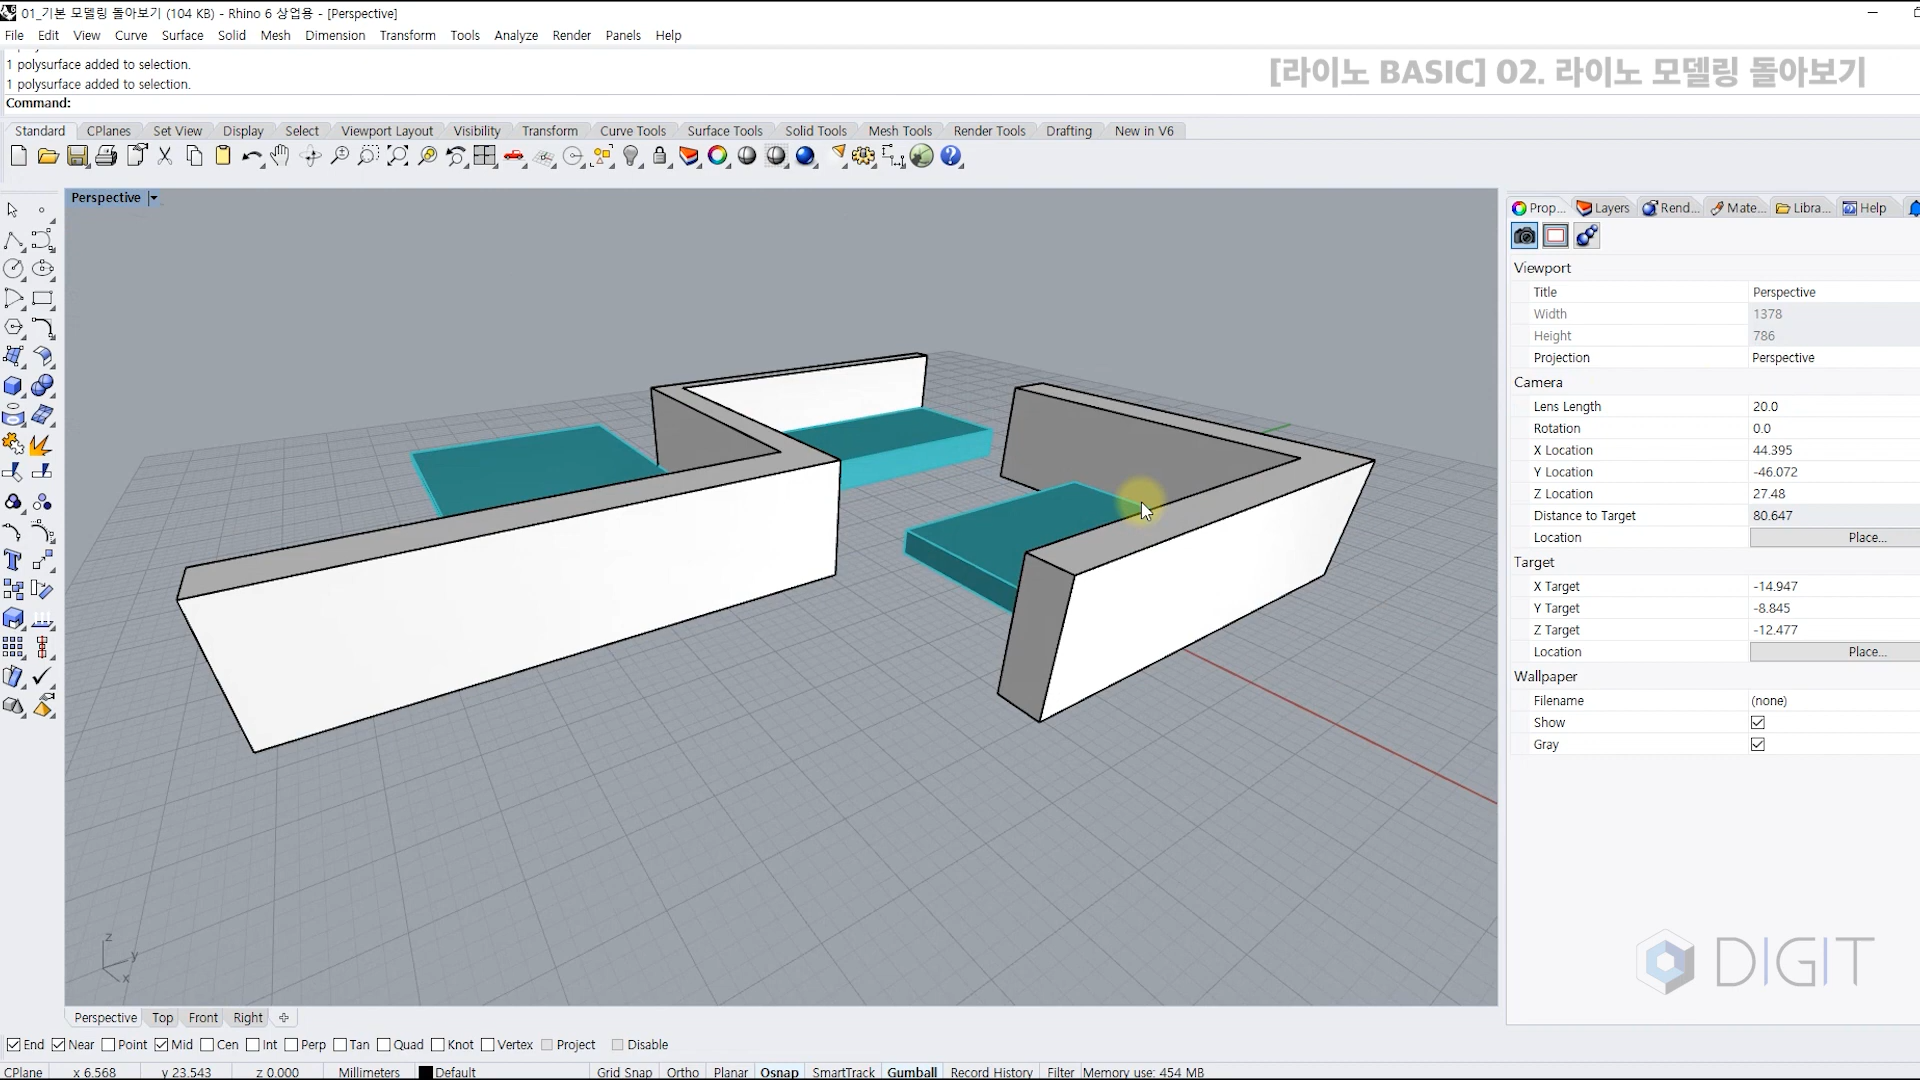 01_기본 모델링 돌아보기 (104 KB) - Rhino 6 상업용 - [Perspective]
File Edit View Curve Surface Solid Mesh Dimension Transform Tools Analyze Render Panels Help
1 polysurface added to selection.
1 polysurface added to selection.
[라이노 BASIC] 02. 라이노 모델링 돌아보기
Command:
Standard CPlanes Set View Display Select Viewport Layout Visibility Transform Curve Tools Surface Tools Solid Tools Mesh Tools Render Tools Drafting New in V6
Perspective
Prop... Layers Rend... Mate... Libra... Help
Viewport
Title Perspective
Width 1378
Height 786
Projection Perspective
Camera
Lens Length 20.0
Rotation 0.0
X Location 44.395
Y Location -46.072
Z Location 27.48
Distance to Target 80.647
Location Place...
Target
X Target -14.947
Y Target -8.845
Z Target -12.477
Location Place...
Wallpaper
Filename (none)
Show
Gray
z
y
x
DIGIT
Perspective Top Front Right
End Near Point Mid Cen Int Perp Tan Quad Knot Vertex Project Disable
CPlane x 6.568 y 23.543 z 0.000 Millimeters Default Grid Snap Ortho Planar Osnap SmartTrack Gumball Record History Filter Memory use: 454 MB